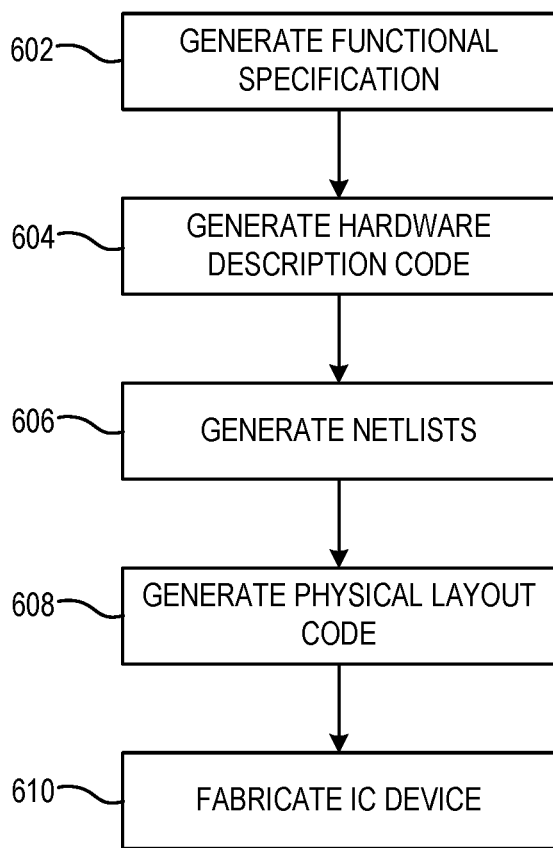 602
GENERATE FUNCTIONAL
SPECIFICATION
604
GENERATE HARDWARE
DESCRIPTION CODE
606
GENERATE NETLISTS
608
GENERATE PHYSICAL LAYOUT
CODE
610
FABRICATE IC DEVICE